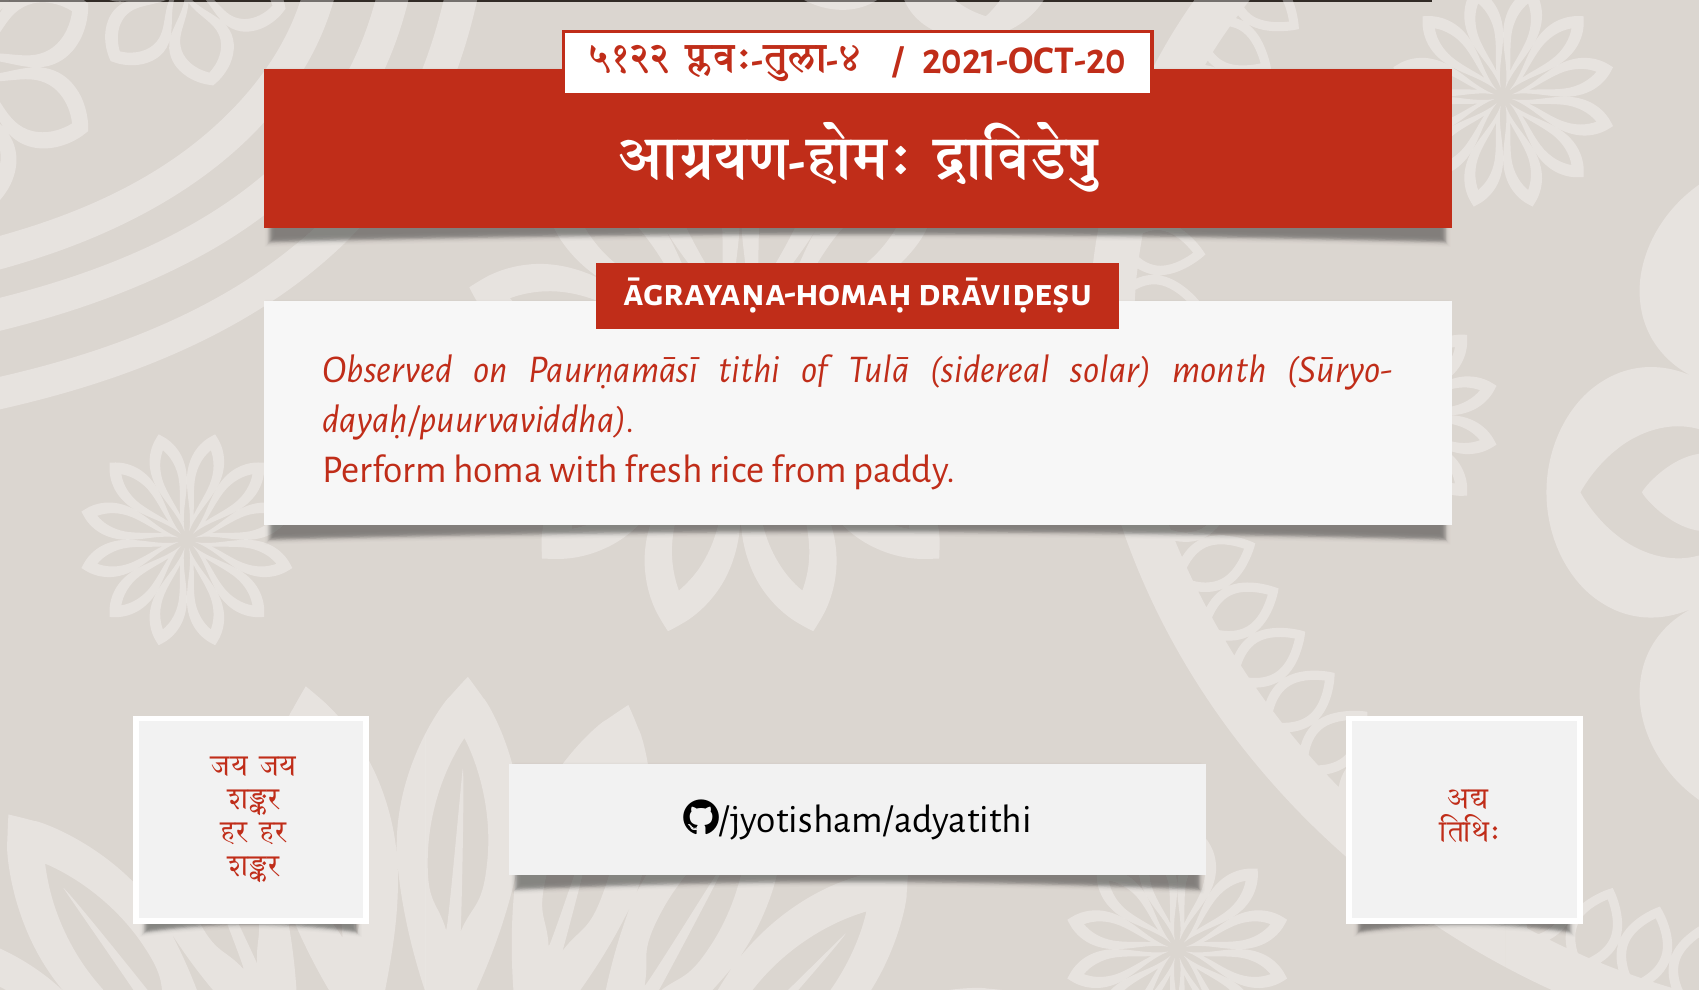 ५१२२ प्लवः-तुला-४ / 2021-OCT-20
आग्रयण-होमः द्राविडेषु
ĀGRAYAṆA-HOMAḤ DRĀVIḌEṢU
Observed on Paurṇamāsī tithi of Tulā (sidereal solar) month (Sūryo-
dayaḥ/puurvaviddha).
Perform homa with fresh rice from paddy.
जय जय
शङ्कर
हर हर
शङ्कर
/jyotisham/adyatithi
अद्य
तिथिः